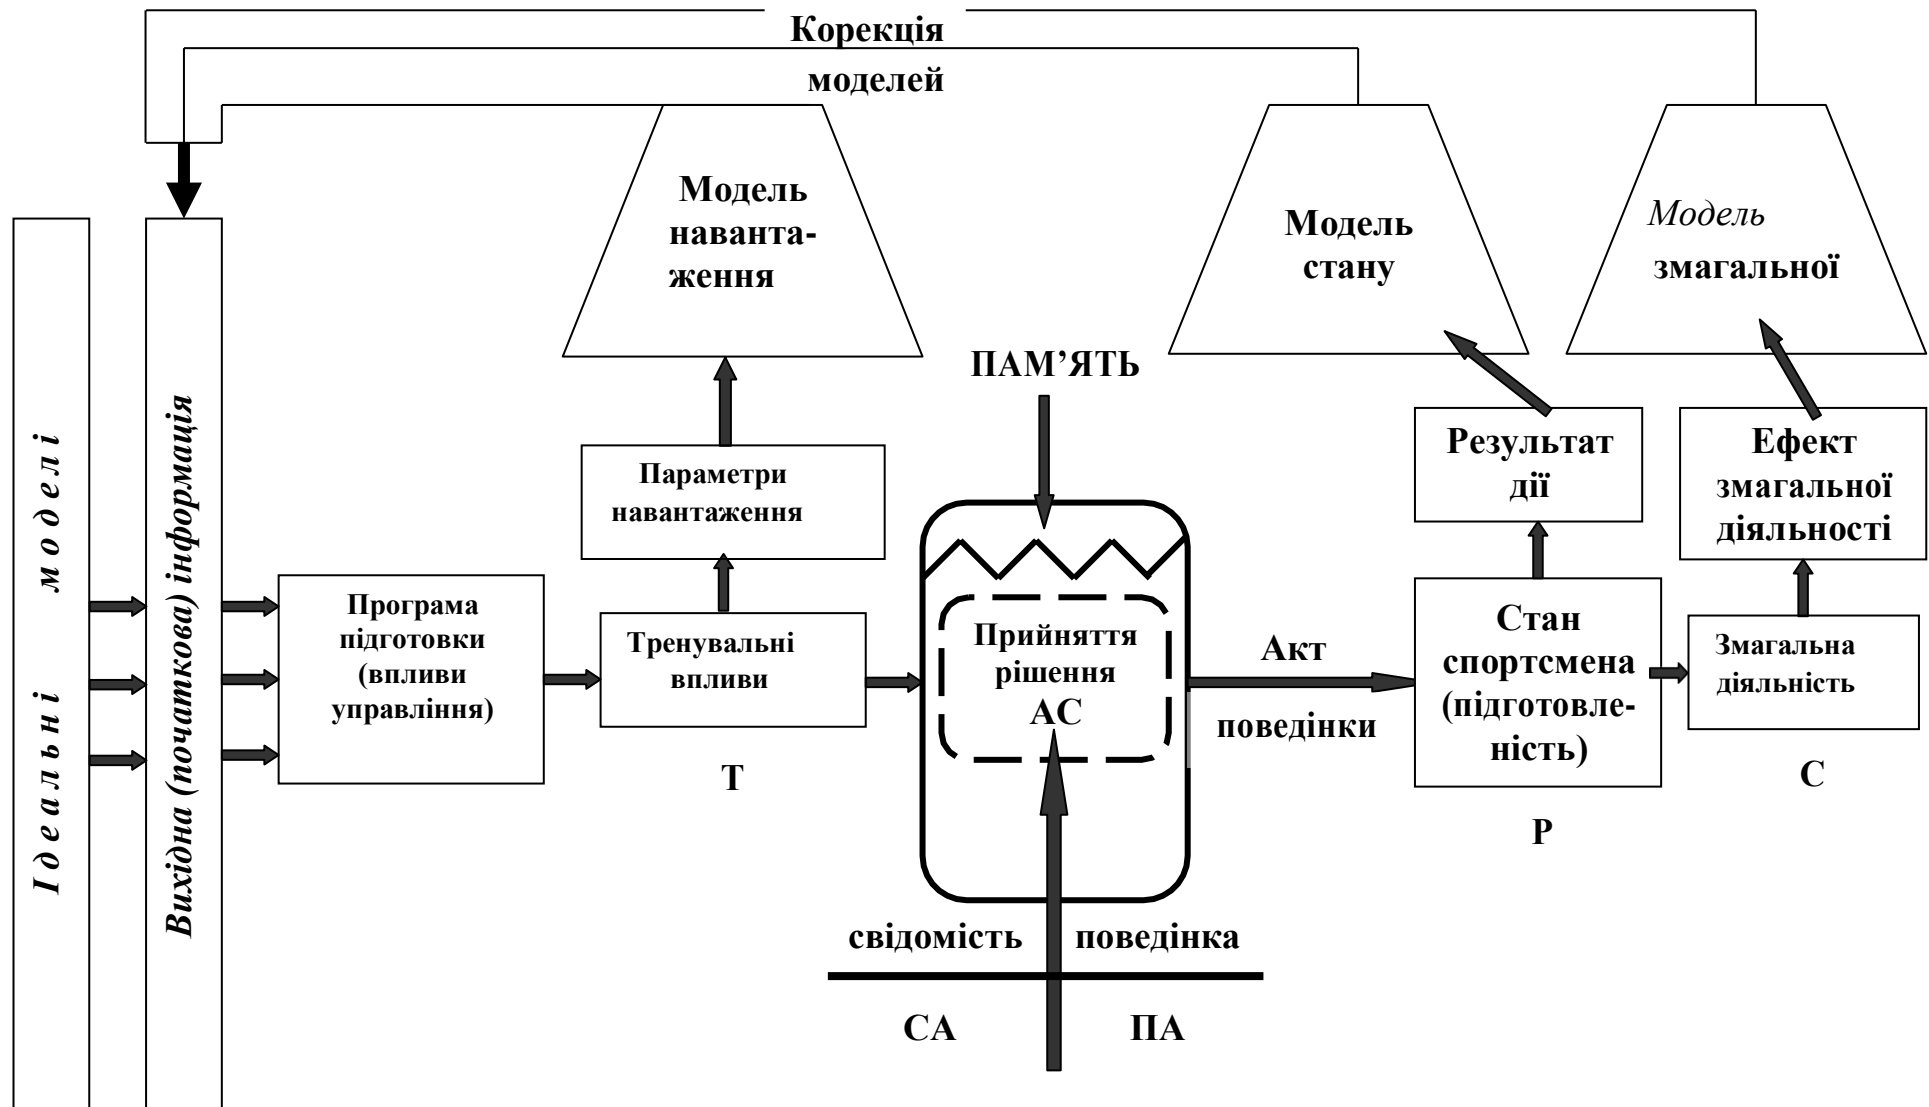 Корекція
моделей
Модель
наванта-
ження
Модель
стану
Модель
змагальної
ПАМ’ЯТЬ
Ідеальні моделі
Вихідна (початкова) інформація
Параметри
навантаження
Результат
дії
Ефект
змагальної
діяльності
Програма
підготовки
(впливи
управління)
Тренувальні
впливи
Прийняття
рішення
АС
Акт
поведінки
Стан
спортсмена
(підготовле-
ність)
Змагальна
діяльність
Т
Р
С
свідомість
поведінка
СА
ПА